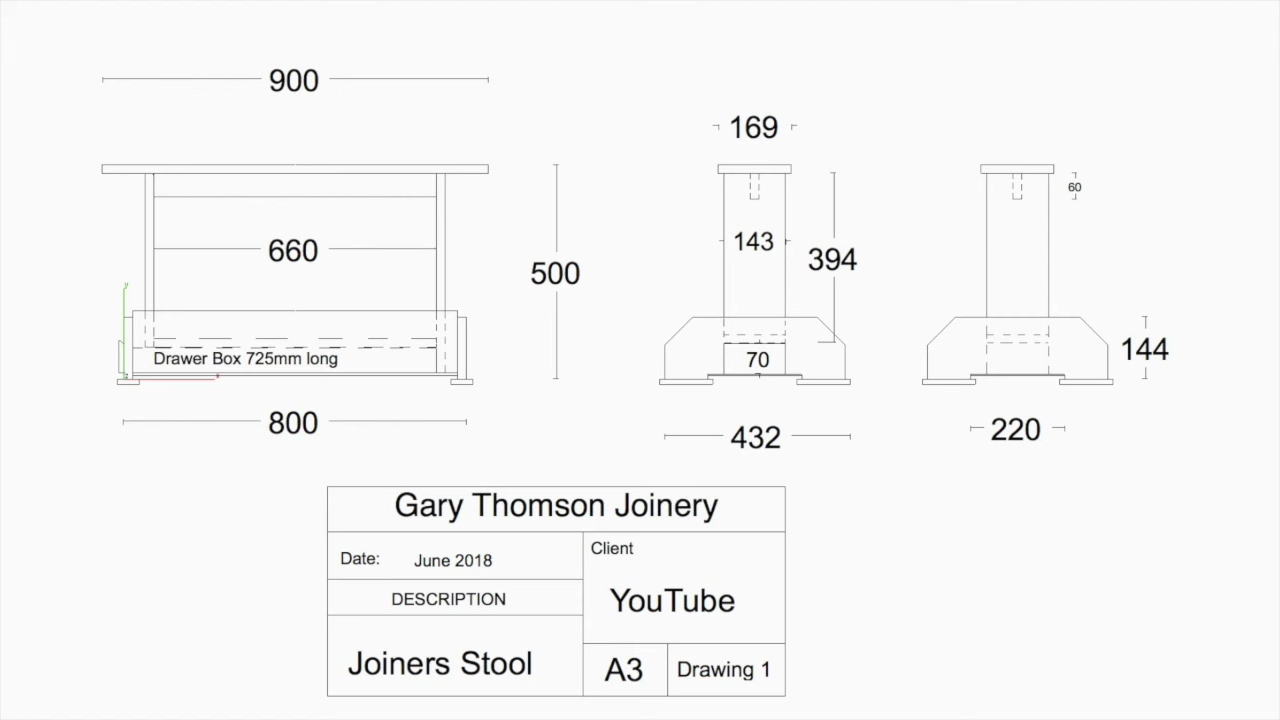 900
169
60
143
660
394
500
Drawer Box 725mm long
70
144
800
432
220
Gary Thomson Joinery
Date: June 2018
Client
DESCRIPTION
YouTube
Joiners Stool
A3
Drawing 1